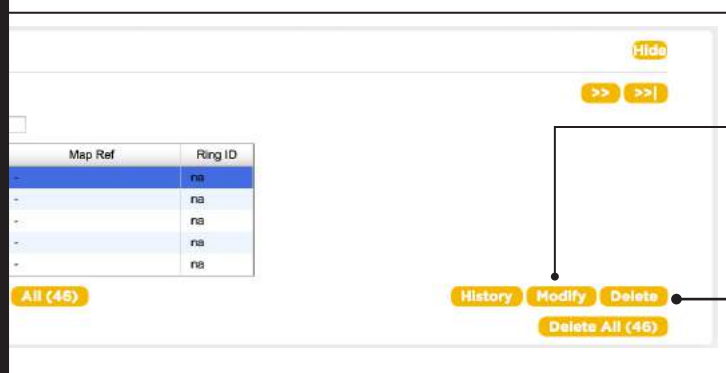 Hide
>> >>|
Map Ref Ring ID
- na
- na
- na
- na
- na
All (46) History Modify Delete
Delete All (46)